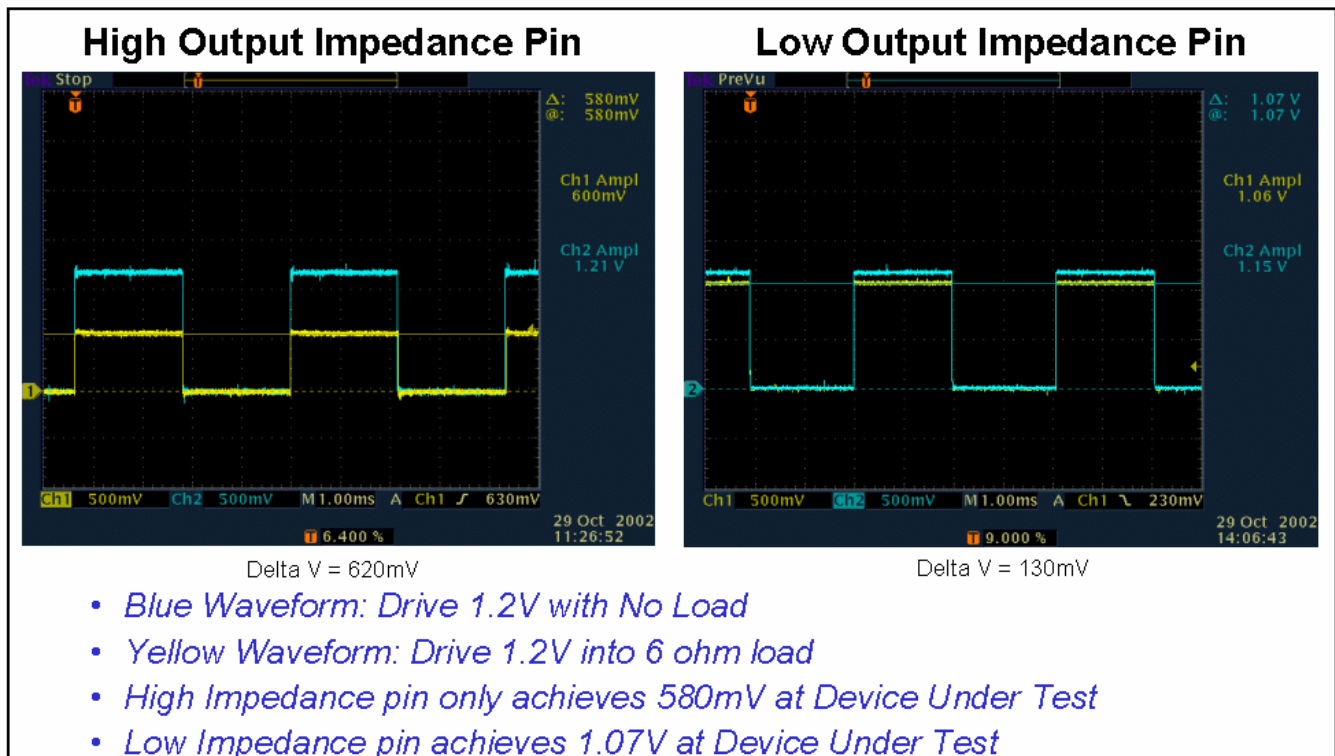 High Output Impedance Pin
Low Output Impedance Pin
Tek Stop
T
T
Δ: 580mV
@: 580mV
Ch1 Ampl
600mV
Ch2 Ampl
1.21 V
1
Ch1 500mV Ch2 500mV M 1.00ms A Ch1 630mV
T 6.400 %
29 Oct 2002
11:26:52
Tek PreVu
T
T
Δ: 1.07 V
@: 1.07 V
Ch1 Ampl
1.06 V
Ch2 Ampl
1.15 V
2
Ch1 500mV Ch2 500mV M 1.00ms A Ch1 230mV
T 9.000 %
29 Oct 2002
14:06:43
Delta V = 620mV
Delta V = 130mV
• Blue Waveform: Drive 1.2V with No Load
• Yellow Waveform: Drive 1.2V into 6 ohm load
• High Impedance pin only achieves 580mV at Device Under Test
• Low Impedance pin achieves 1.07V at Device Under Test